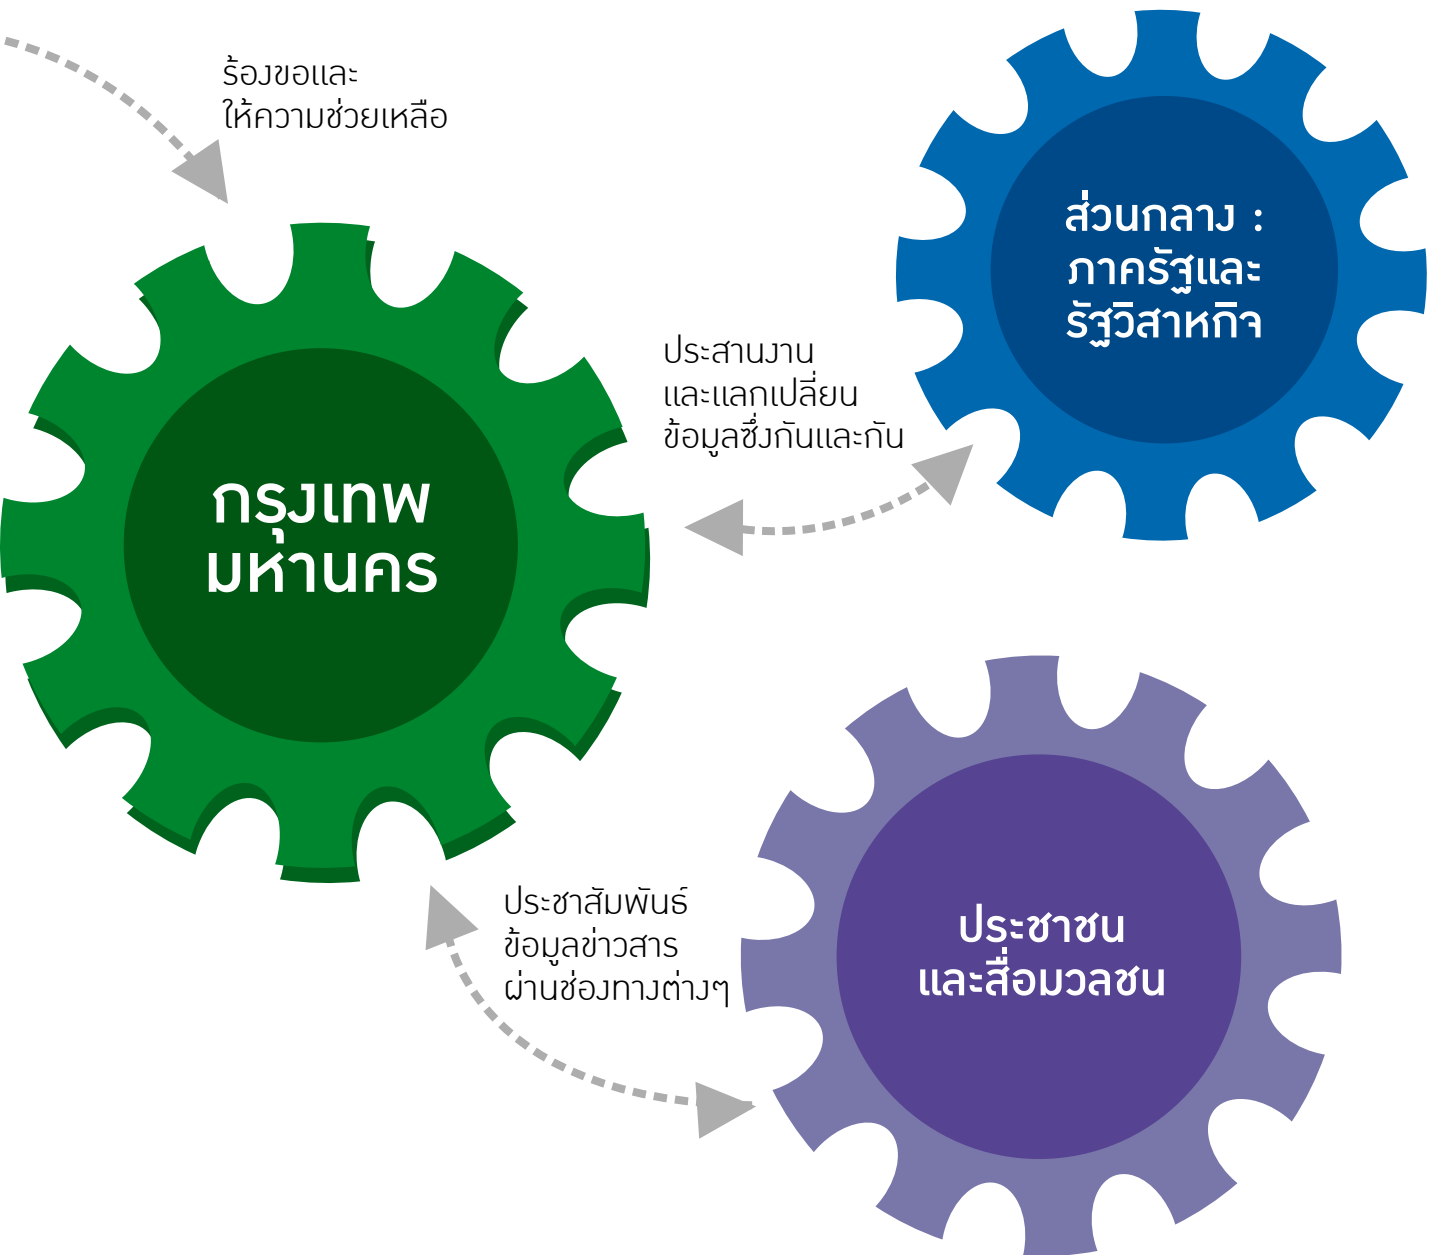 ร้องขอและ
ให้ความช่วยเหลือ
ส่วนกลาง :
ภาครัฐและ
รัฐวิสาหกิจ
ประสานงาน
และแลกเปลี่ยน
ข้อมูลซึ่งกันและกัน
กรุงเทพ
มหานคร
ประชาสัมพันธ์
ข้อมูลข่าวสาร
ผ่านช่องทางต่างๆ
ประชาชน
และสื่อมวลชน